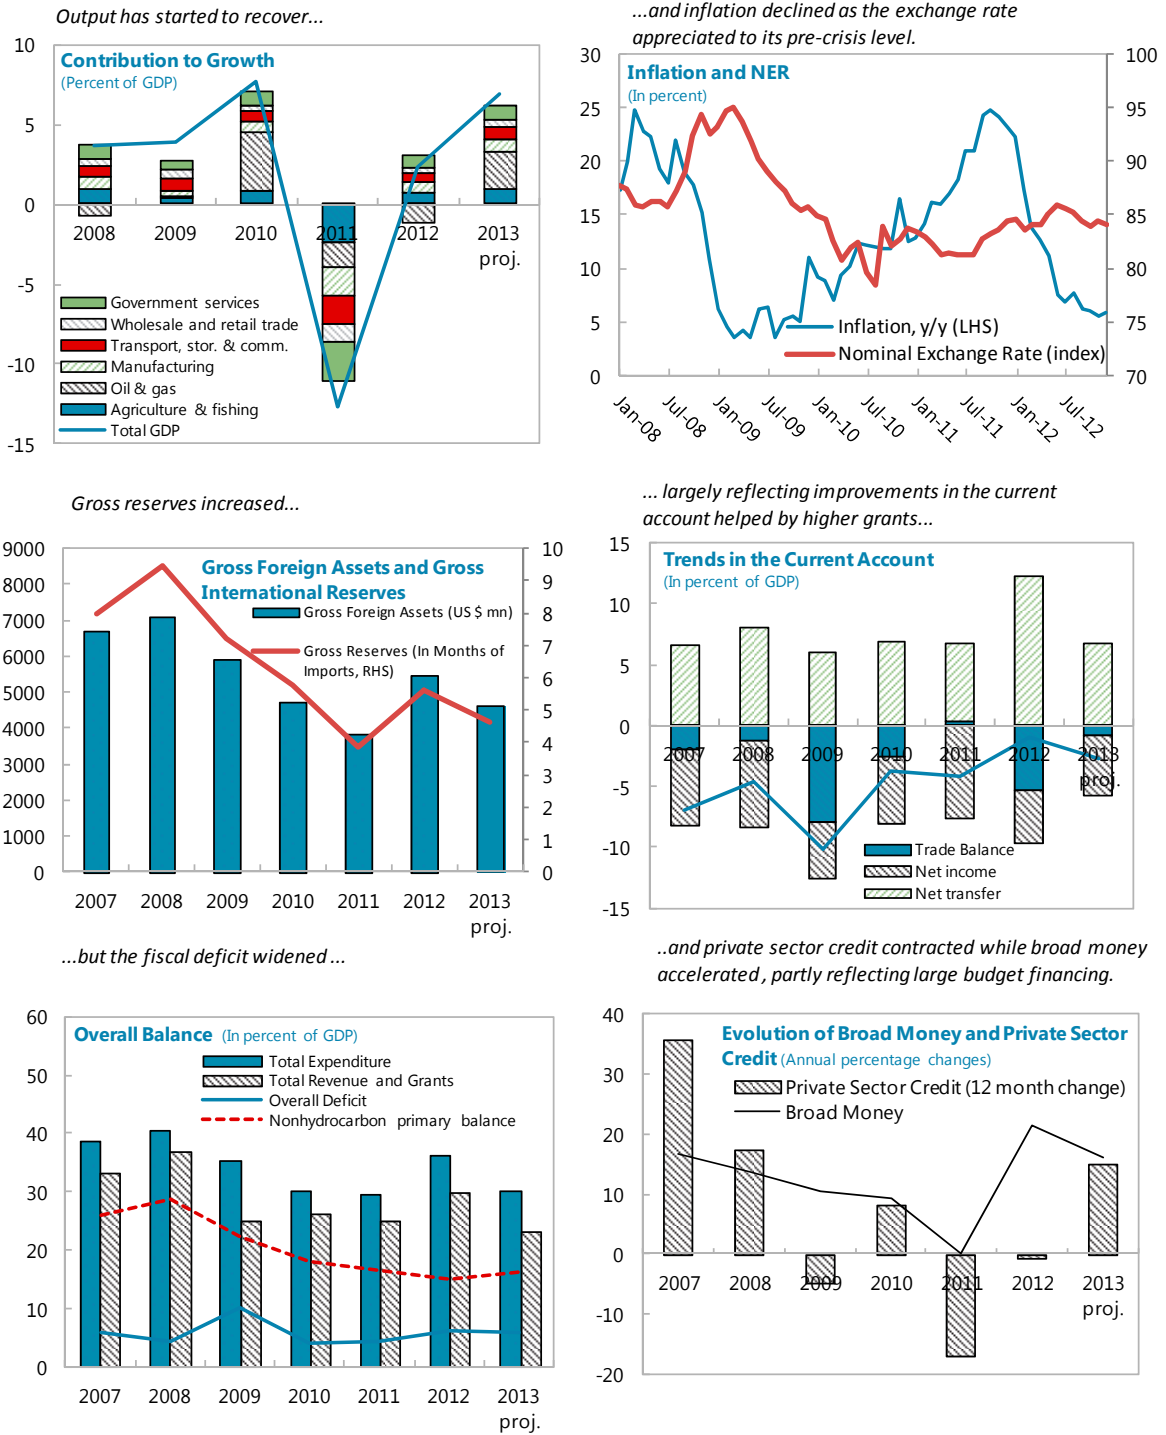 Output has started to recover...
10
5
0
-5
-10
-15
Contribution to Growth
(Percent of GDP)
2008
2009
2010
2011
2012
2013
proj.
Government services
Wholesale and retail trade
Transport, stor. & comm.
Manufacturing
Oil & gas
Agriculture & fishing
Total GDP
...and inflation declined as the exchange rate
appreciated to its pre-crisis level.
30
25
20
15
10
5
0
100
95
90
85
80
75
70
Inflation and NER
(In percent)
Inflation, y/y (LHS)
Nominal Exchange Rate (index)
Jan-08
Jul-08
Jan-09
Jul-09
Jan-10
Jul-10
Jan-11
Jul-11
Jan-12
Jul-12
Gross reserves increased...
9000
8000
7000
6000
5000
4000
3000
2000
1000
0
10
9
8
7
6
5
4
3
2
1
0
Gross Foreign Assets and Gross
International Reserves
Gross Foreign Assets (US $ mn)
Gross Reserves (In Months of
Imports, RHS)
2007
2008
2009
2010
2011
2012
2013
proj.
... largely reflecting improvements in the current
account helped by higher grants...
15
10
5
0
-5
-10
-15
Trends in the Current Account
(In percent of GDP)
2007
2008
2009
2010
2011
2012
2013
proj.
Trade Balance
Net income
Net transfer
...but the fiscal deficit widened ...
60
50
40
30
20
10
0
Overall Balance (In percent of GDP)
Total Expenditure
Total Revenue and Grants
Overall Deficit
Nonhydrocarbon primary balance
2007
2008
2009
2010
2011
2012
2013
proj.
..and private sector credit contracted while broad money
accelerated, partly reflecting large budget financing.
40
30
20
10
0
-10
-20
Evolution of Broad Money and Private Sector
Credit (Annual percentage changes)
Private Sector Credit (12 month change)
Broad Money
2007
2008
2009
2010
2011
2012
2013
proj.